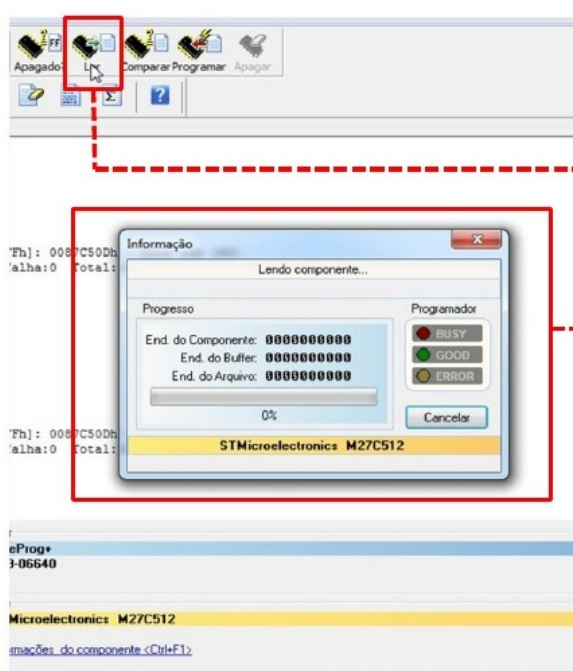 Apagado? Ler Comparar Programar Apagar
Informação
Lendo componente...
Progresso
Programador
End. do Componente: 0000000000
End. do Buffer: 0000000000
End. do Arquivo: 0000000000
0%
BUSY
GOOD
ERROR
Cancelar
STMicroelectronics M27C512
Fh]: 0087C50Dh
alha:0 Total:
Fh]: 0087C50Dh
alha:0 Total:
eProg+
-06640
Microelectronics M27C512
rmações do componente <Ctrl+F1>